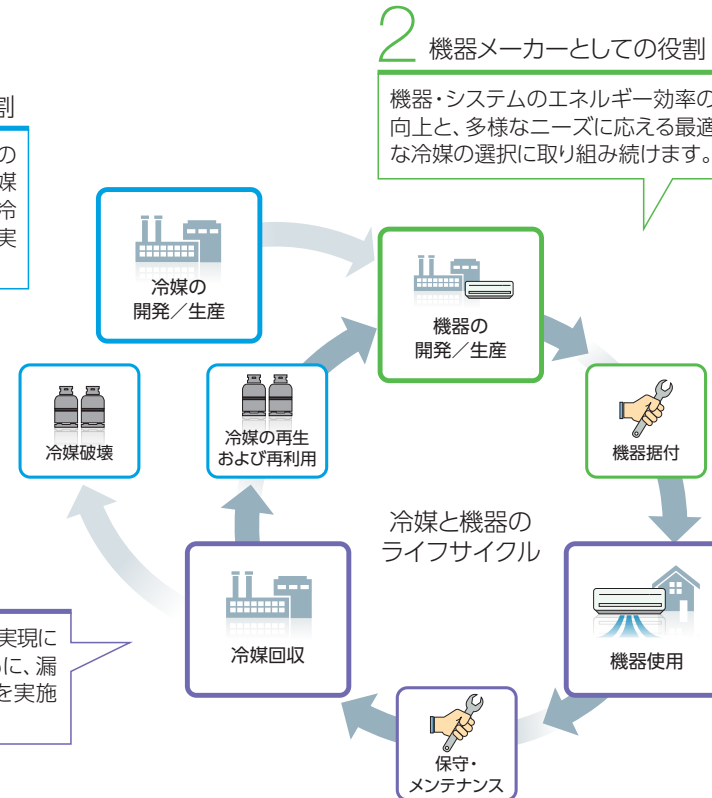 2 機器メーカーとしての役割
機器・システムのエネルギー効率の
向上と、多様なニーズに応える最適
な冷媒の選択に取り組み続けます。
割
の
媒
冷
実
冷媒の
開発／生産
機器の
開発／生産
冷媒破壊
冷媒の再生
および再利用
機器据付
冷媒と機器の
ライフサイクル
冷媒回収
機器使用
実現に
に、漏
を実施
保守・
メンテナンス